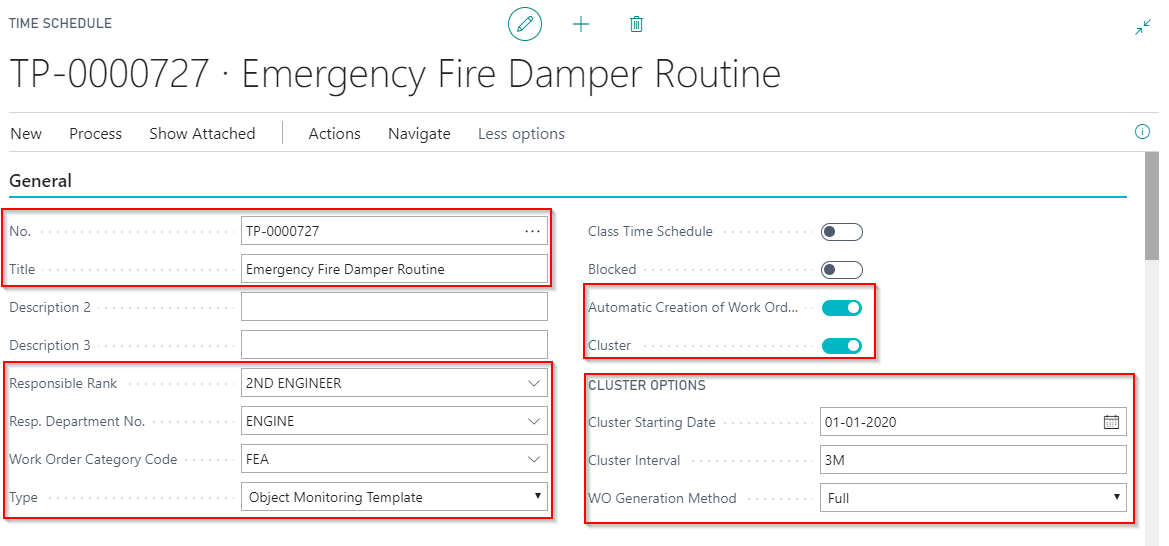 TIME SCHEDULE
TP-0000727 · Emergency Fire Damper Routine
New Process Show Attached Actions Navigate Less options
General
No. TP-0000727 ...
Title Emergency Fire Damper Routine
Description 2
Description 3
Responsible Rank 2ND ENGINEER
Resp. Department No. ENGINE
Work Order Category Code FEA
Type Object Monitoring Template
Class Time Schedule
Blocked
Automatic Creation of Work Ord...
Cluster
CLUSTER OPTIONS
Cluster Starting Date 01-01-2020
Cluster Interval 3M
WO Generation Method Full